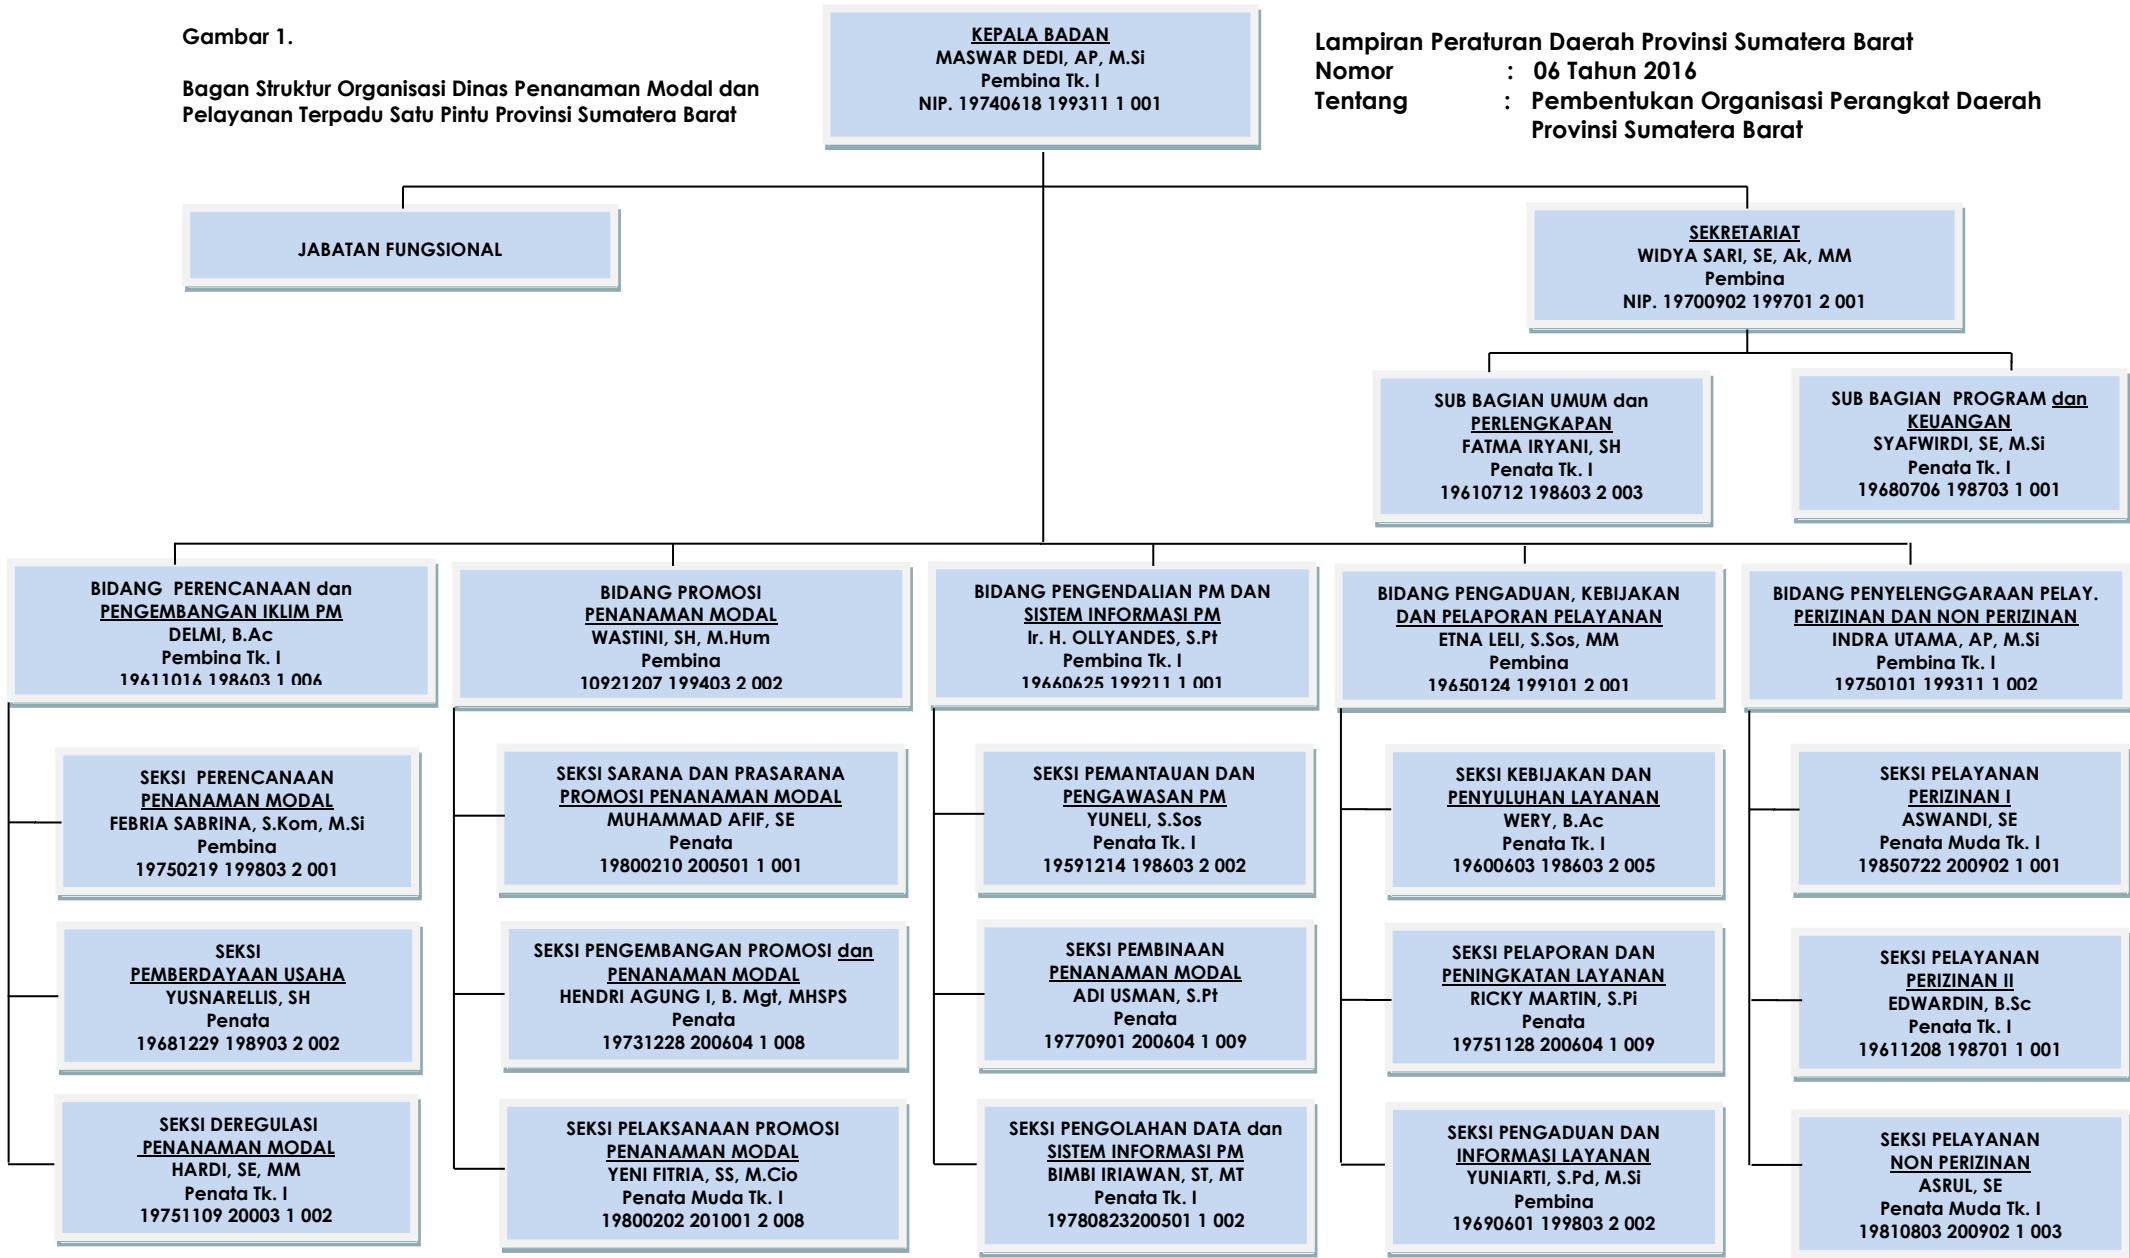 Gambar 1.
Bagan Struktur Organisasi Dinas Penanaman Modal dan
Pelayanan Terpadu Satu Pintu Provinsi Sumatera Barat
KEPALA BADAN
MASWAR DEDI, AP, M.Si
Pembina Tk. I
NIP. 19740618 199311 1 001
Lampiran Peraturan Daerah Provinsi Sumatera Barat
Nomor : 06 Tahun 2016
Tentang : Pembentukan Organisasi Perangkat Daerah
Provinsi Sumatera Barat
JABATAN FUNGSIONAL
SEKRETARIAT
WIDYA SARI, SE, Ak, MM
Pembina
NIP. 19700902 199701 2 001
SUB BAGIAN UMUM dan
PERLENGKAPAN
FATMA IRYANI, SH
Penata Tk. I
19610712 198603 2 003
SUB BAGIAN PROGRAM dan
KEUANGAN
SYAFWIRDI, SE, M.Si
Penata Tk. I
19680706 198703 1 001
BIDANG PERENCANAAN dan
PENGEMBANGAN IKLIM PM
DELMI, B.Ac
Pembina Tk. I
19611016 198603 1 006
BIDANG PROMOSI
PENANAMAN MODAL
WASTINI, SH, M.Hum
Pembina
10921207 199403 2 002
BIDANG PENGENDALIAN PM DAN
SISTEM INFORMASI PM
Ir. H. OLLYANDES, S.Pt
Pembina Tk. I
19660625 199211 1 001
BIDANG PENGADUAN, KEBIJAKAN
DAN PELAPORAN PELAYANAN
ETNA LELI, S.Sos, MM
Pembina
19650124 199101 2 001
BIDANG PENYELENGGARAAN PELAY.
PERIZINAN DAN NON PERIZINAN
INDRA UTAMA, AP, M.Si
Pembina Tk. I
19750101 199311 1 002
SEKSI PERENCANAAN
PENANAMAN MODAL
FEBRIA SABRINA, S.Kom, M.Si
Pembina
19750219 199803 2 001
SEKSI SARANA DAN PRASARANA
PROMOSI PENANAMAN MODAL
MUHAMMAD AFIF, SE
Penata
19800210 200501 1 001
SEKSI PEMANTAUAN DAN
PENGAWASAN PM
YUNELI, S.Sos
Penata Tk. I
19591214 198603 2 002
SEKSI KEBIJAKAN DAN
PENYULUHAN LAYANAN
WERY, B.Ac
Penata Tk. I
19600603 198603 2 005
SEKSI PELAYANAN
PERIZINAN I
ASWANDI, SE
Penata Muda Tk. I
19850722 200902 1 001
SEKSI
PEMBERDAYAAN USAHA
YUSNARELLIS, SH
Penata
19681229 198903 2 002
SEKSI PENGEMBANGAN PROMOSI dan
PENANAMAN MODAL
HENDRI AGUNG I, B. Mgt, MHSPS
Penata
19731228 200604 1 008
SEKSI PEMBINAAN
PENANAMAN MODAL
ADI USMAN, S.Pt
Penata
19770901 200604 1 009
SEKSI PELAPORAN DAN
PENINGKATAN LAYANAN
RICKY MARTIN, S.Pi
Penata
19751128 200604 1 009
SEKSI PELAYANAN
PERIZINAN II
EDWARDIN, B.Sc
Penata Tk. I
19611208 198701 1 001
SEKSI DEREGULASI
PENANAMAN MODAL
HARDI, SE, MM
Penata Tk. I
19751109 20003 1 002
SEKSI PELAKSANAAN PROMOSI
PENANAMAN MODAL
YENI FITRIA, SS, M.Cio
Penata Muda Tk. I
19800202 201001 2 008
SEKSI PENGOLAHAN DATA dan
SISTEM INFORMASI PM
BIMBI IRIAWAN, ST, MT
Penata Tk. I
19780823200501 1 002
SEKSI PENGADUAN DAN
INFORMASI LAYANAN
YUNIARTI, S.Pd, M.Si
Pembina
19690601 199803 2 002
SEKSI PELAYANAN
NON PERIZINAN
ASRUL, SE
Penata Muda Tk. I
19810803 200902 1 003